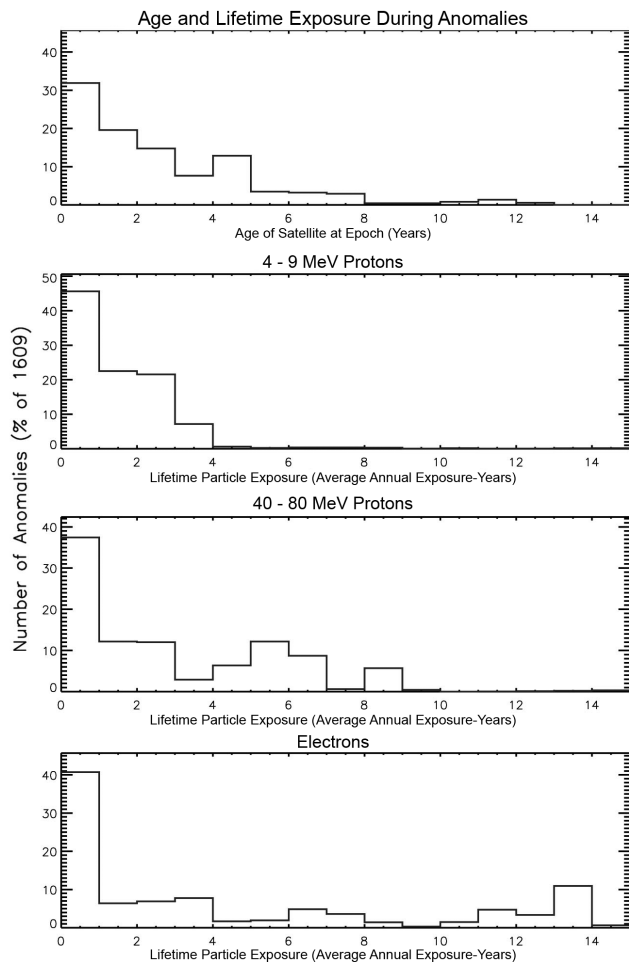 Age and Lifetime Exposure During Anomalies
40
30
20
10
0
0 2 4 6 8 10 12 14
Age of Satellite at Epoch (Years)
4 - 9 MeV Protons
50
40
30
20
10
0
0 2 4 6 8 10 12 14
Lifetime Particle Exposure (Average Annual Exposure-Years)
40 - 80 MeV Protons
40
30
20
10
0
0 2 4 6 8 10 12 14
Lifetime Particle Exposure (Average Annual Exposure-Years)
Electrons
40
30
20
10
0
0 2 4 6 8 10 12 14
Lifetime Particle Exposure (Average Annual Exposure-Years)
Number of Anomalies (% of 1609)